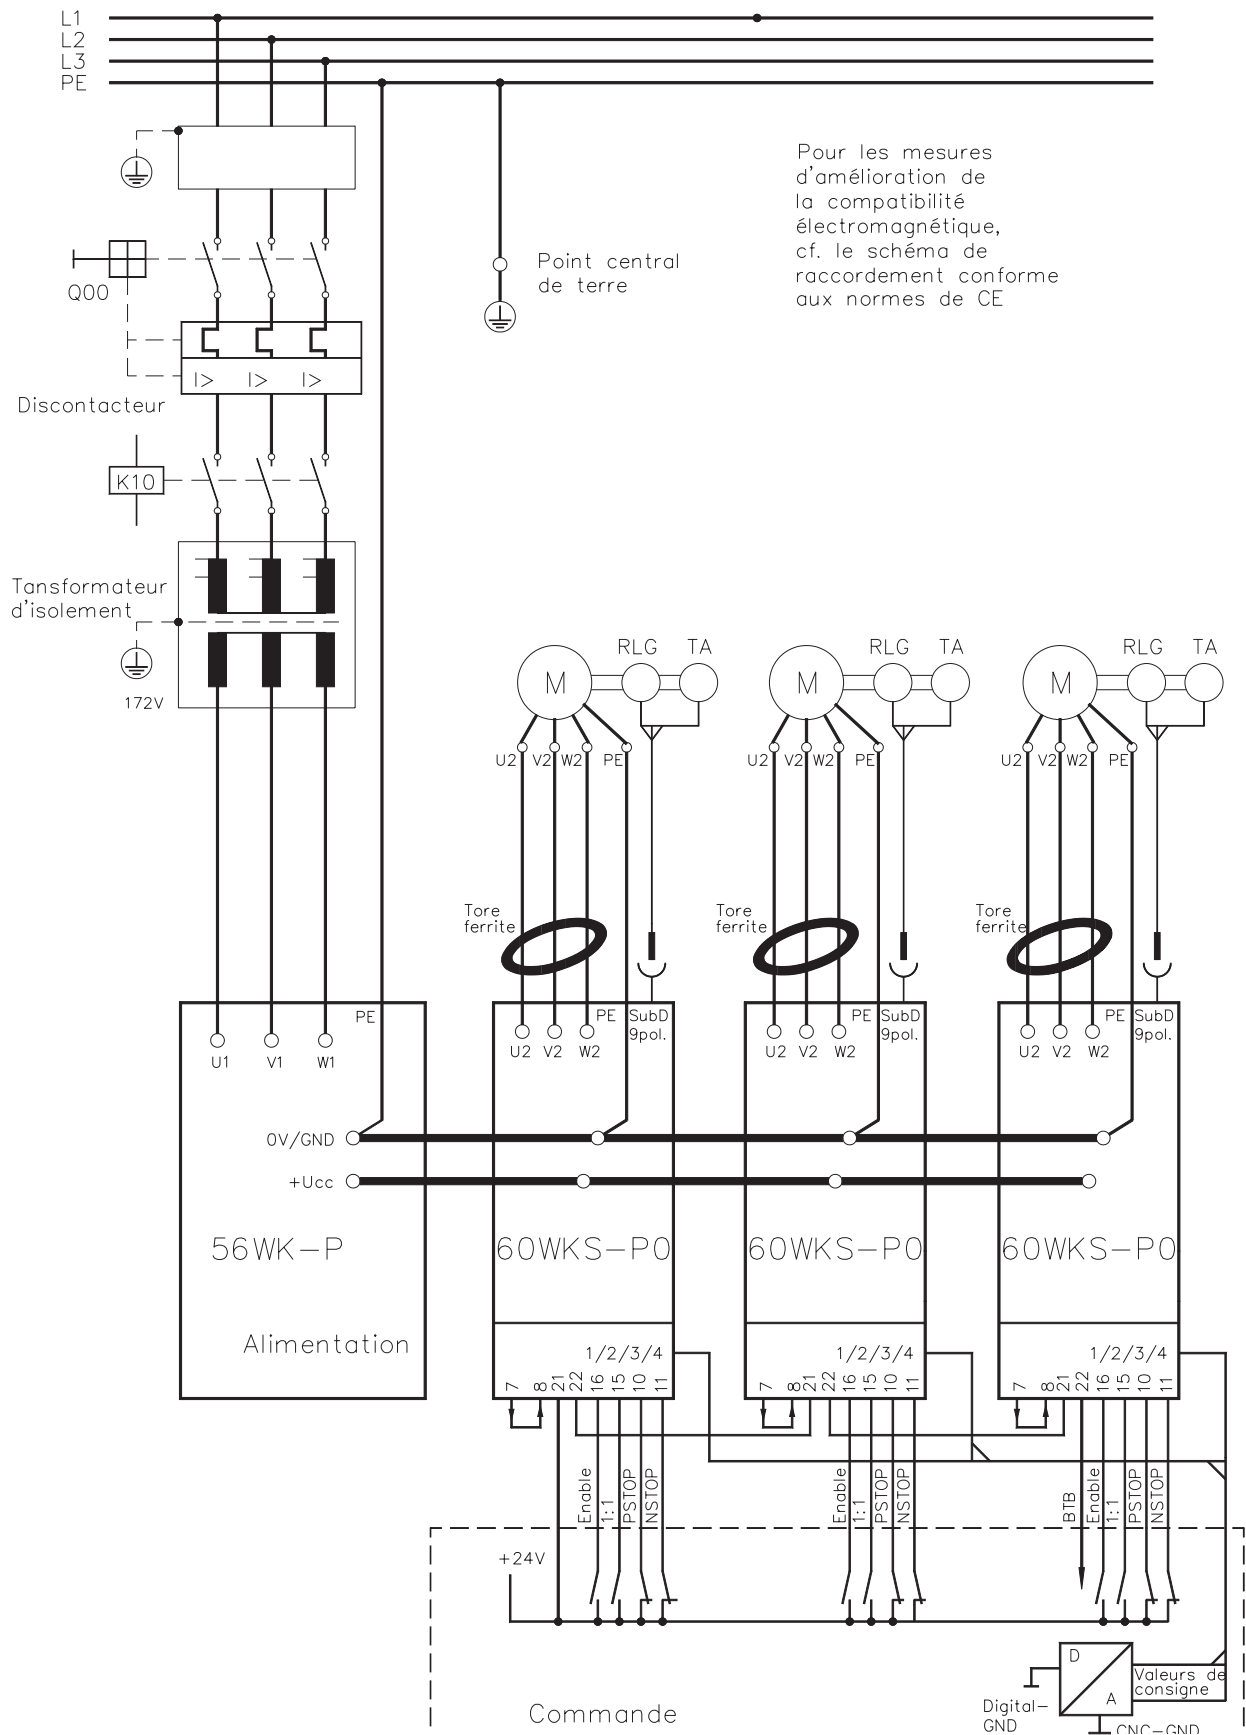 L1
L2
L3
PE
Pour les mesures
d'amélioration de
la compatibilité
électromagnétique,
cf. le schéma de
raccordement conforme
aux normes de CE
Point central
de terre
Q00
I> I> I>
Discontacteur
K10
Tansformateur
d'isolement
172V
RLG TA RLG TA RLG TA
M M M
U2 V2 W2 PE U2 V2 W2 PE U2 V2 W2 PE
Tore
ferrite
Tore
ferrite
Tore
ferrite
PE
U1 V1 W1
PE SubD
9pol.
U2 V2 W2
PE SubD
9pol.
U2 V2 W2
PE SubD
9pol.
U2 V2 W2
0V/GND
+Ucc
56WK-P 60WKS-P0 60WKS-P0 60WKS-P0
Alimentation
1/2/3/4 1/2/3/4 1/2/3/4
7 8 21 22 16 15 10 11
7 8 21 22 16 15 10 11
7 8 21 22 16 15 10 11
Enable 1:1 PSTOP NSTOP
Enable 1:1 PSTOP NSTOP
BTB Enable 1:1 PSTOP NSTOP
+24V
D
A
Valeurs de
consigne
Digital-
GND
CNC-GND
Commande